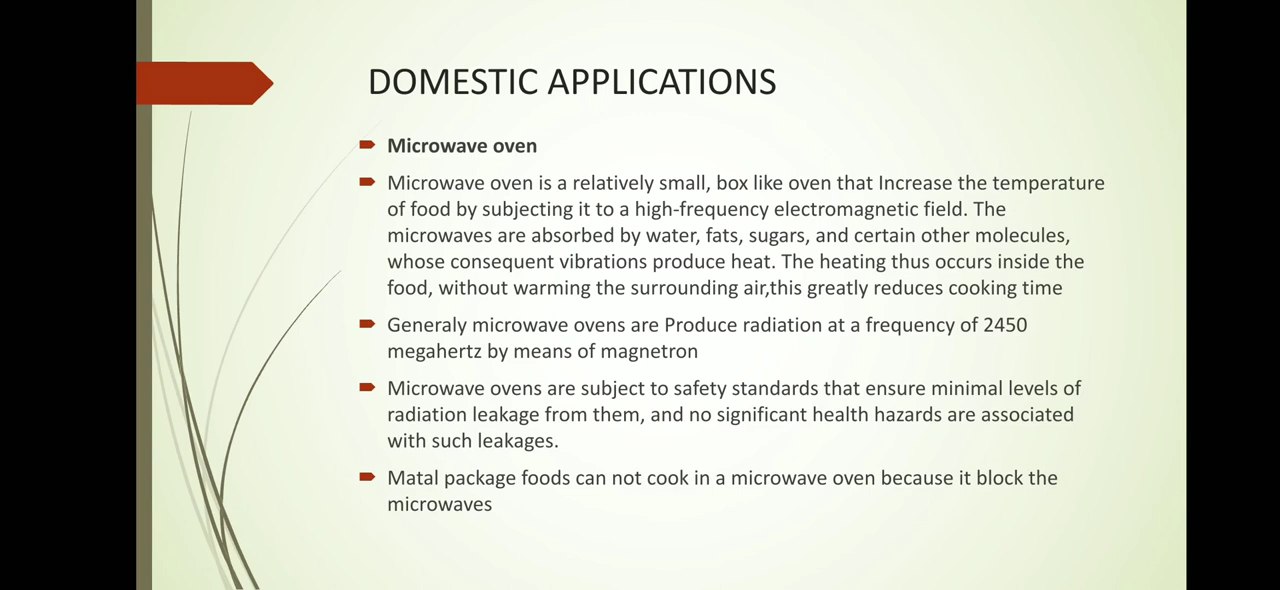 DOMESTIC APPLICATIONS
Microwave oven
Microwave oven is a relatively small, box like oven that Increase the temperature
of food by subjecting it to a high-frequency electromagnetic field. The
microwaves are absorbed by water, fats, sugars, and certain other molecules,
whose consequent vibrations produce heat. The heating thus occurs inside the
food, without warming the surrounding air,this greatly reduces cooking time
Generaly microwave ovens are Produce radiation at a frequency of 2450
megahertz by means of magnetron
Microwave ovens are subject to safety standards that ensure minimal levels of
radiation leakage from them, and no significant health hazards are associated
with such leakages.
Matal package foods can not cook in a microwave oven because it block the
microwaves